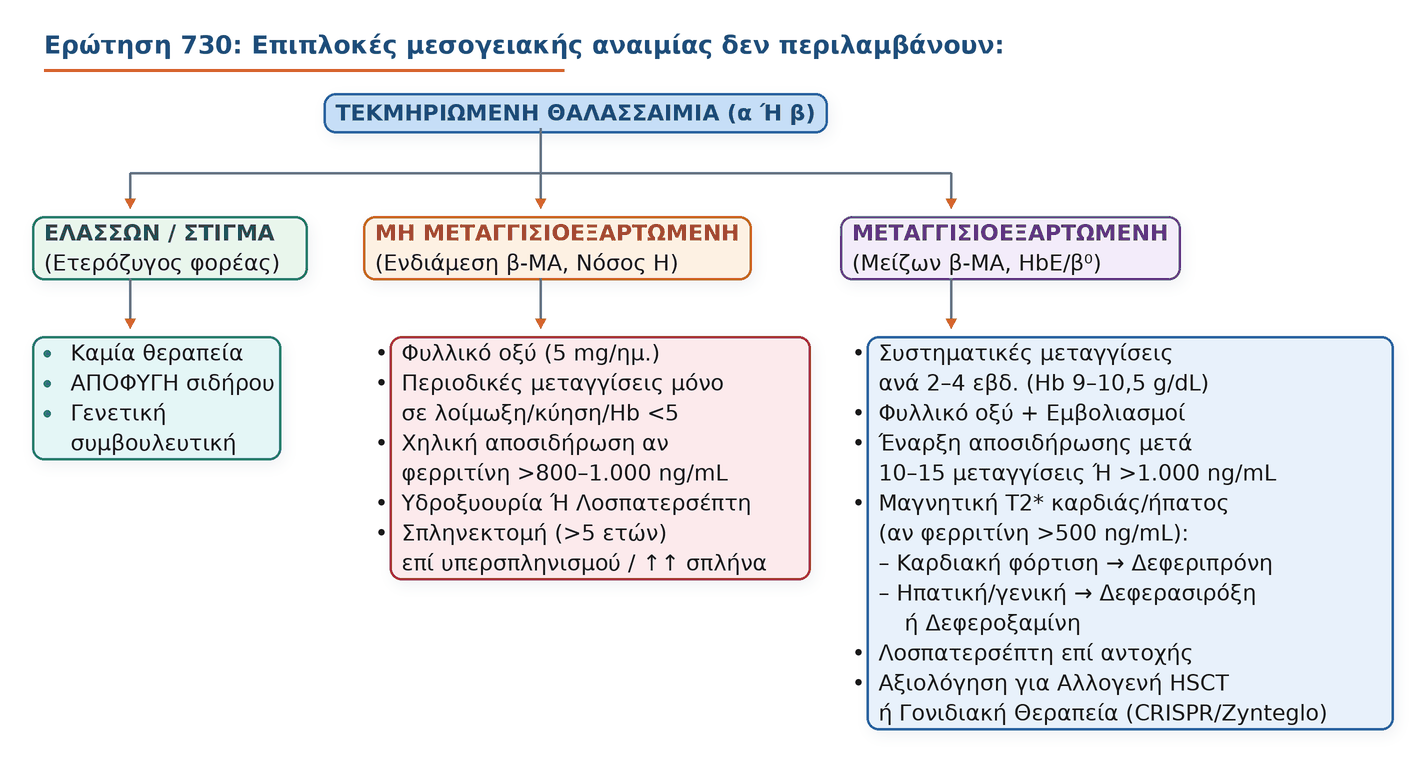 Ερώτηση 730: Επιπλοκές μεσογειακής αναιμίας δεν περιλαμβάνουν:
ΤΕΚΜΗΡΙΩΜΕΝΗ ΘΑΛΑΣΣΑΙΜΙΑ (α Ή β)
ΕΛΑΣΣΩΝ / ΣΤΙΓΜΑ
(Ετερόζυγος φορέας)
• Καμία θεραπεία
• ΑΠΟΦΥΓΗ σιδήρου
• Γενετική
συμβουλευτική
ΜΗ ΜΕΤΑΓΓΙΣΙΟΕΞΑΡΤΩΜΕΝΗ
(Ενδιάμεση β-ΜΑ, Νόσος Η)
• Φυλλικό οξύ (5 mg/ημ.)
• Περιοδικές μεταγγίσεις μόνο
σε λοίμωξη/κύηση/Hb <5
• Χηλική αποσιδήρωση αν
φερριτίνη >800–1.000 ng/mL
• Υδροξυουρία Ή Λοσπατερσέπτη
• Σπληνεκτομή (>5 ετών)
επί υπερσπληνισμού / ↑↑ σπλήνα
ΜΕΤΑΓΓΙΣΙΟΕΞΑΡΤΩΜΕΝΗ
(Μείζων β-ΜΑ, HbE/β⁰)
• Συστηματικές μεταγγίσεις
ανά 2–4 εβδ. (Hb 9–10,5 g/dL)
• Φυλλικό οξύ + Εμβολιασμοί
• Έναρξη αποσιδήρωσης μετά
10–15 μεταγγίσεις Ή >1.000 ng/mL
• Μαγνητική T2* καρδιάς/ήπατος
(αν φερριτίνη >500 ng/mL):
– Καρδιακή φόρτιση → Δεφεριπρόνη
– Ηπατική/γενική → Δεφερασιρόξη
ή Δεφεροξαμίνη
• Λοσπατερσέπτη επί αντοχής
• Αξιολόγηση για Αλλογενή HSCT
ή Γονιδιακή Θεραπεία (CRISPR/Zynteglo)